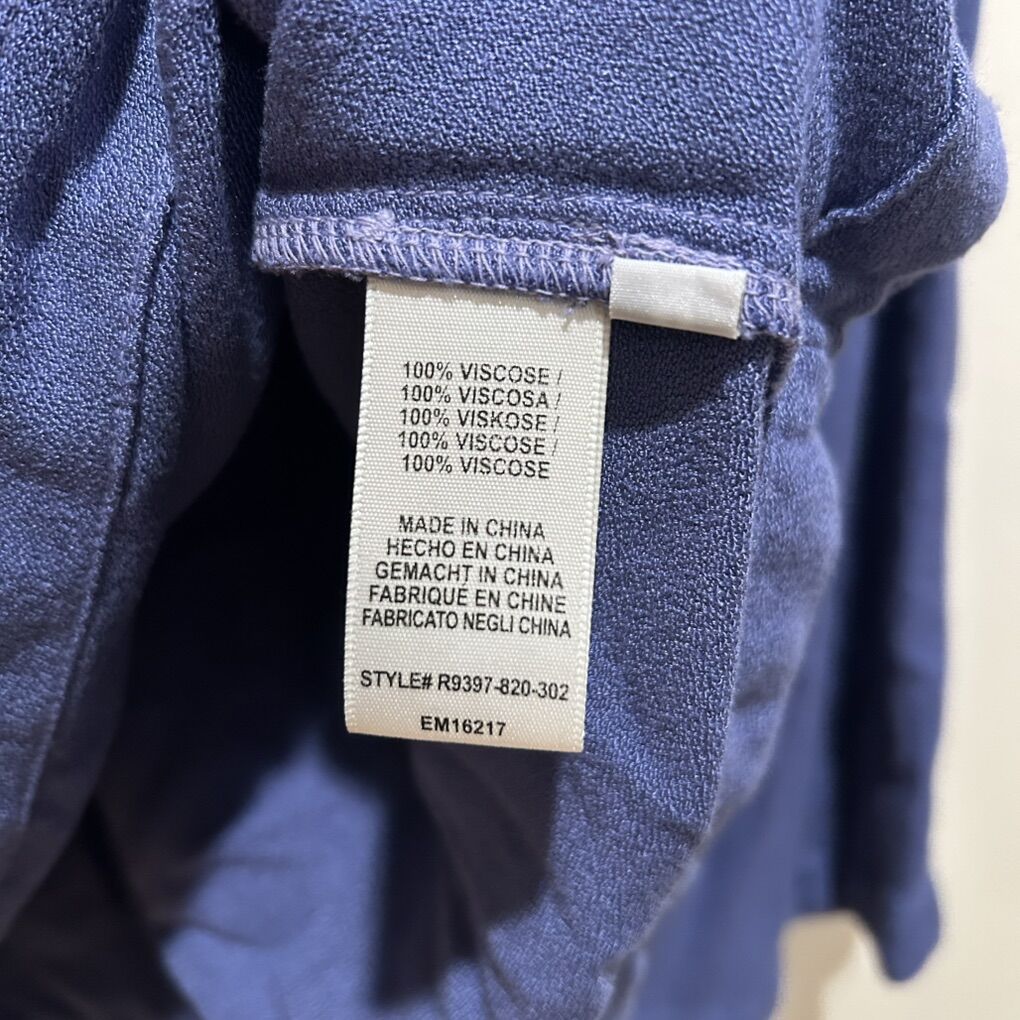 100% VISCOSE /
100% VISCOSA /
100% VISKOSE /
100% VISCOSE /
100% VISCOSE
MADE IN CHINA
HECHO EN CHINA
GEMACHT IN CHINA
FABRIQUE EN CHINE
FABRICATO NEGLI CHINA
STYLE# R9397-820-302
EM16217